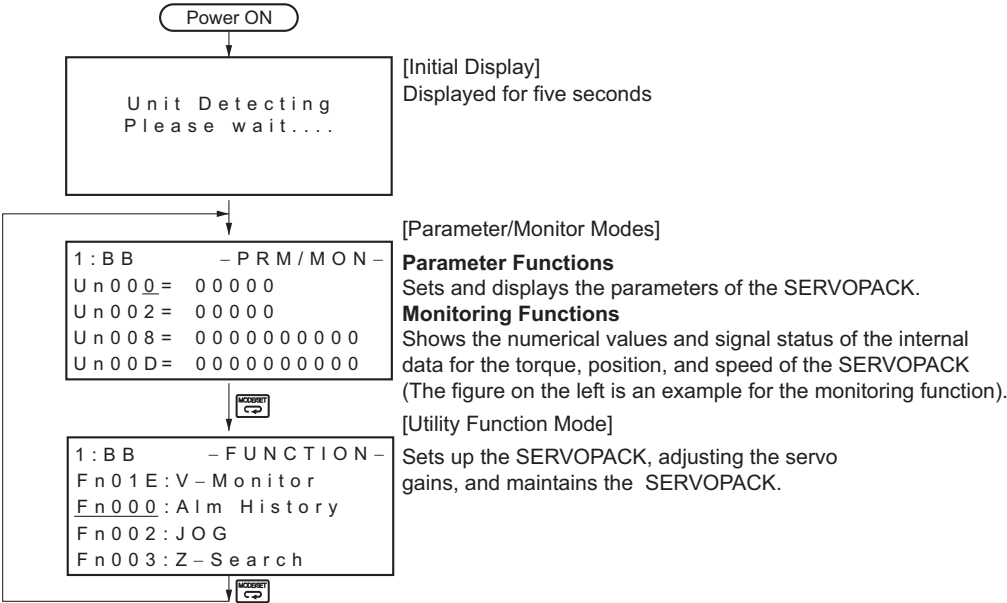 Power ON
[Initial Display]
Displayed for five seconds
Unit Detecting
Please wait....
[Parameter/Monitor Modes]
1:BB –PRM/MON–
Un000= 00000
Un002= 00000
Un008= 0000000000
Un00D= 0000000000
Parameter Functions
Sets and displays the parameters of the SERVOPACK.
Monitoring Functions
Shows the numerical values and signal status of the internal
data for the torque, position, and speed of the SERVOPACK
(The figure on the left is an example for the monitoring function).
MODE/SET
[Utility Function Mode]
1:BB –FUNCTION–
Fn01E:V–Monitor
Fn000:Alm History
Fn002:JOG
Fn003:Z–Search
Sets up the SERVOPACK, adjusting the servo
gains, and maintains the SERVOPACK.
MODE/SET